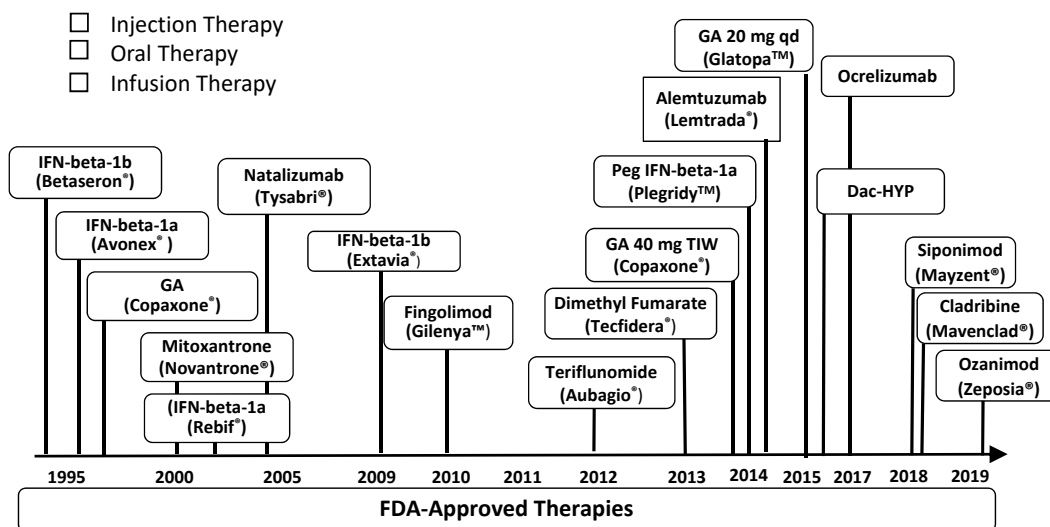 Injection Therapy
Oral Therapy
Infusion Therapy
IFN-beta-1b
(Betaseron®)
IFN-beta-1a
(Avonex® )
GA
(Copaxone®)
Mitoxantrone
(Novantrone®)
(IFN-beta-1a
(Rebif®)
Natalizumab
(Tysabri®)
IFN-beta-1b
(Extavia®)
Fingolimod
(Gilenya™)
Teriflunomide
(Aubagio®)
Dimethyl Fumarate
(Tecfidera®)
GA 40 mg TIW
(Copaxone®)
Peg IFN-beta-1a
(Plegridy™)
Alemtuzumab
(Lemtrada®)
GA 20 mg qd
(Glatopa™)
Ocrelizumab
Dac-HYP
Siponimod
(Mayzent®)
Cladribine
(Mavenclad®)
Ozanimod
(Zeposia®)
1995 2000 2005 2009 2010 2011 2012 2013 2014 2015 2017 2018 2019
FDA-Approved Therapies